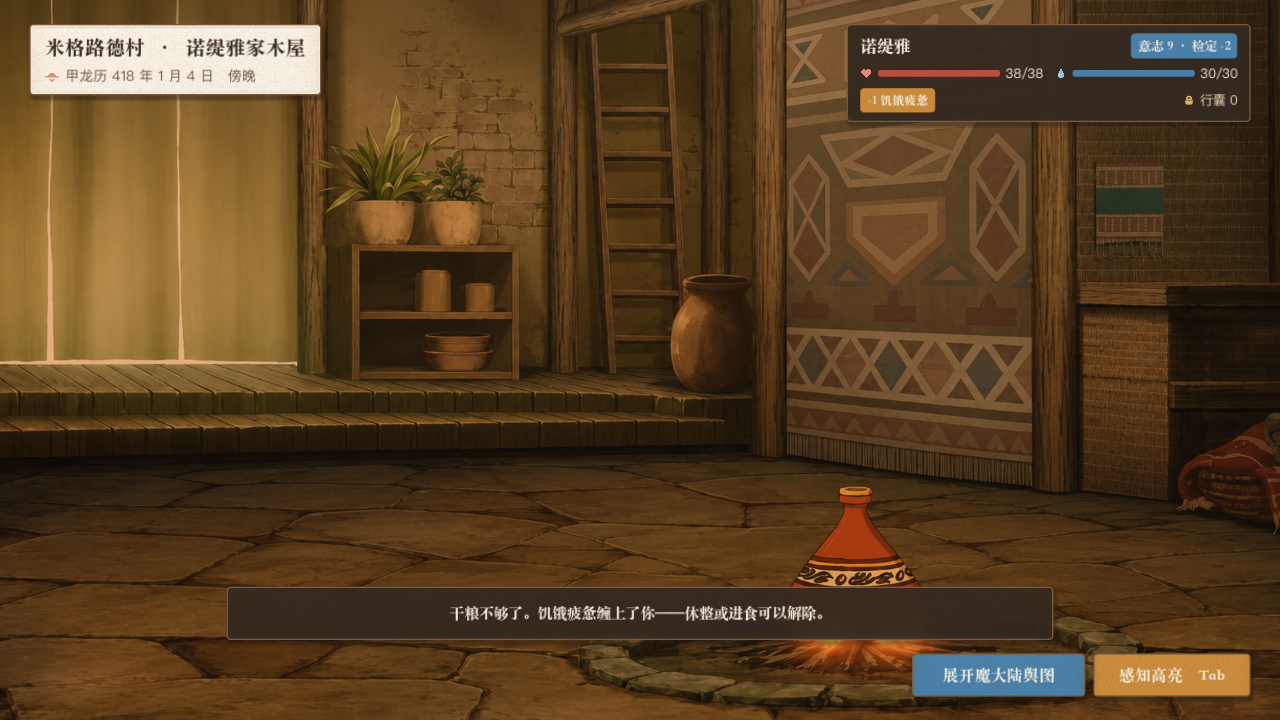 米格路德村 · 诺缇雅家木屋
甲龙历 418 年 1 月 4 日 傍晚
诺缇雅
意志 9 · 检定 -2
38/38
30/30
-1 饥饿疲惫
行囊 0
干粮不够了。饥饿疲惫缠上了你——休整或进食可以解除。
展开魔大陆舆图
感知高亮 Tab